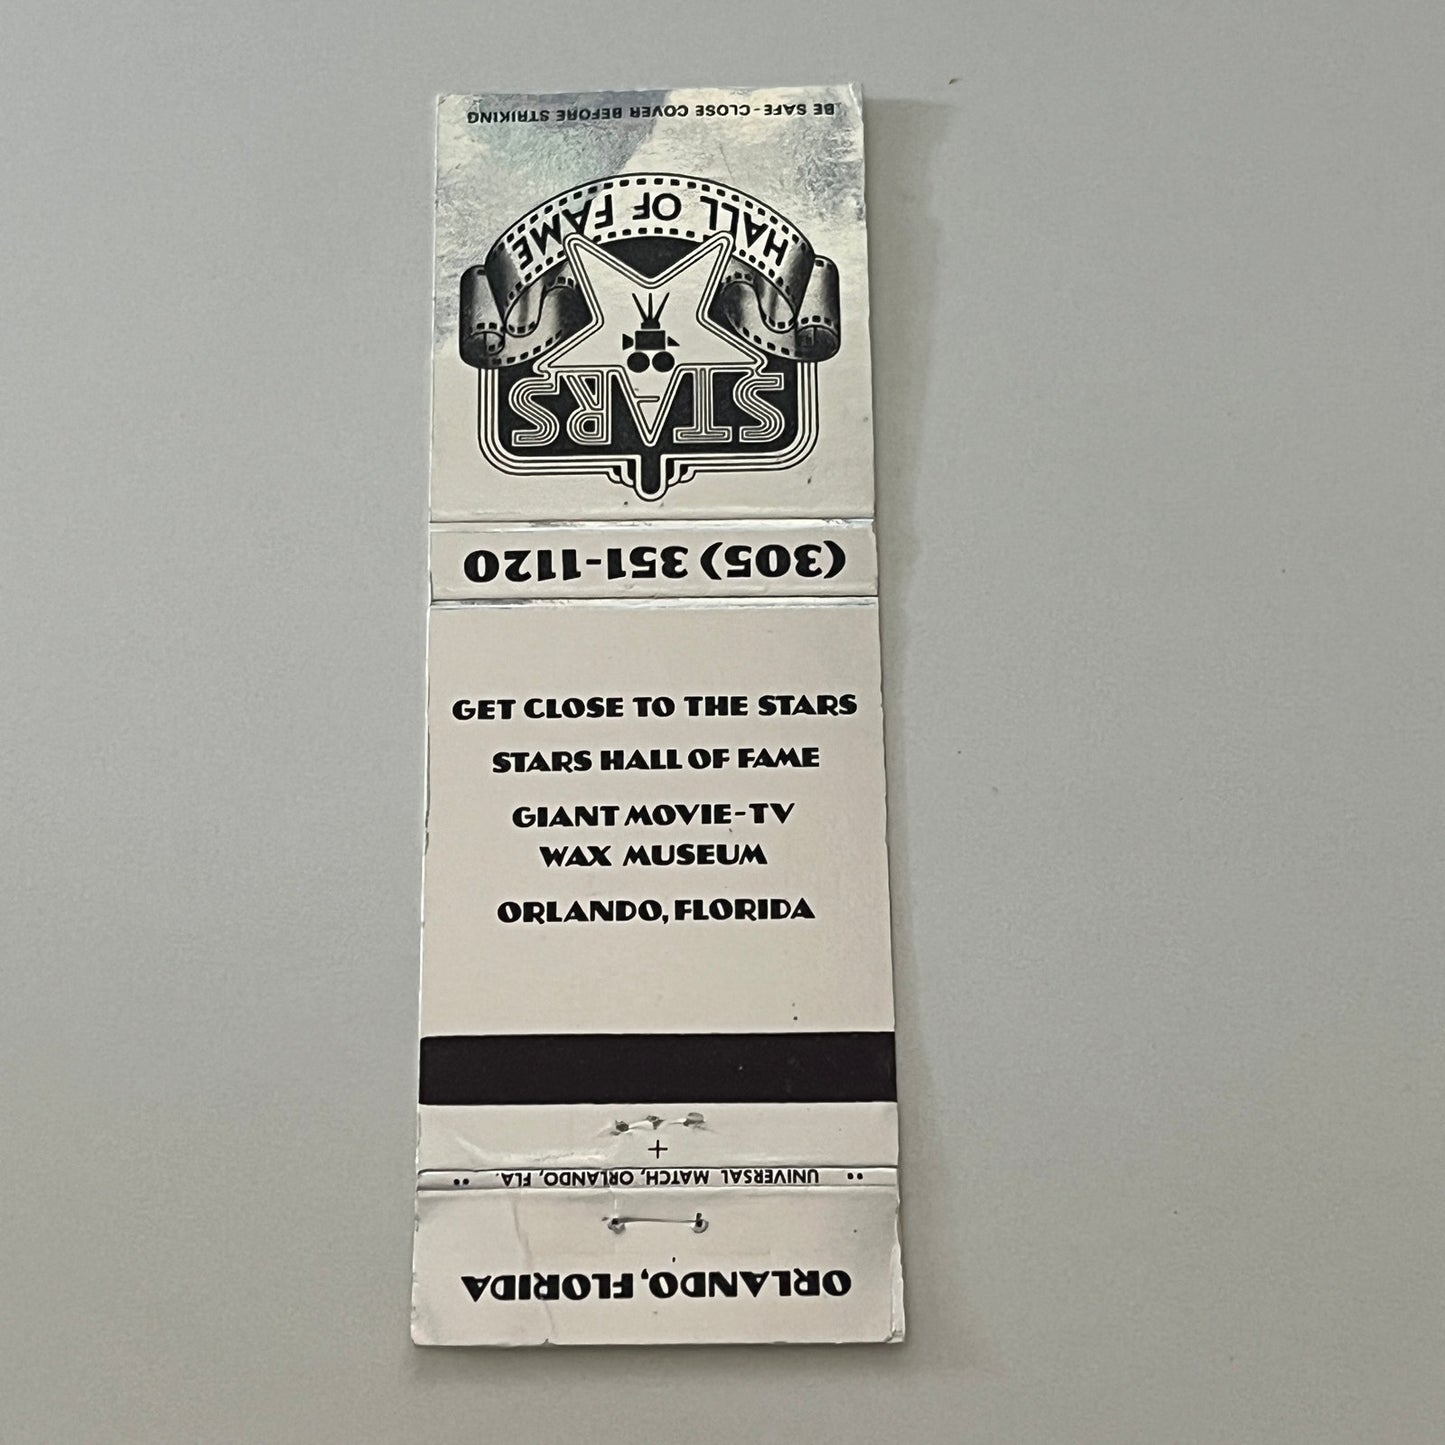 BE SAFE - CLOSE COVER BEFORE STRIKING
HALL OF FAME
STARS
(305) 351-1120
GET CLOSE TO THE STARS
STARS HALL OF FAME
GIANT MOVIE-TV
WAX MUSEUM
ORLANDO, FLORIDA
UNIVERSAL MATCH, ORLANDO, FLA.
ORLANDO, FLORIDA